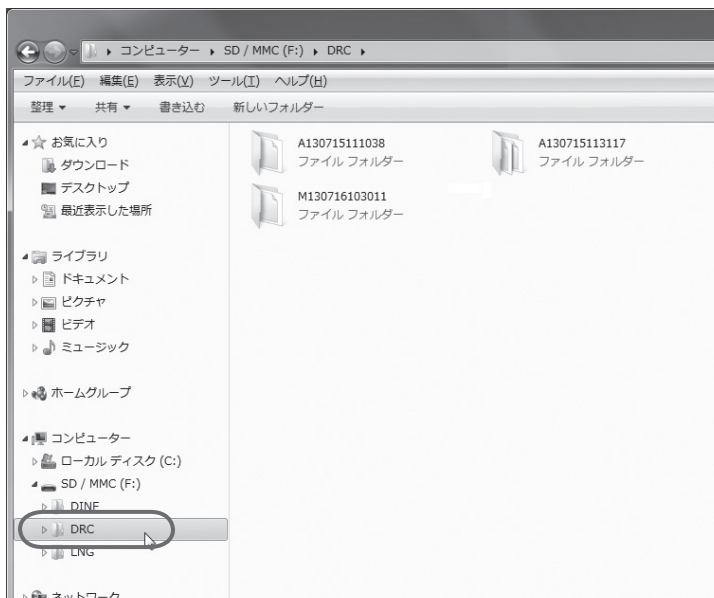 コンピューター ▸ SD / MMC (F:) ▸ DRC ▸
ファイル(F) 編集(E) 表示(V) ツール(T) ヘルプ(H)
整理 ▼ 共有 ▼ 書き込む 新しいフォルダー
お気に入り
ダウンロード
デスクトップ
最近表示した場所
ライブラリ
ドキュメント
ピクチャ
ビデオ
ミュージック
ホームグループ
コンピューター
ローカル ディスク (C:)
SD / MMC (F:)
DINF
DRC
LNG
ネットワーク
A130715111038
ファイル フォルダー
A130715113117
ファイル フォルダー
M130716103011
ファイル フォルダー